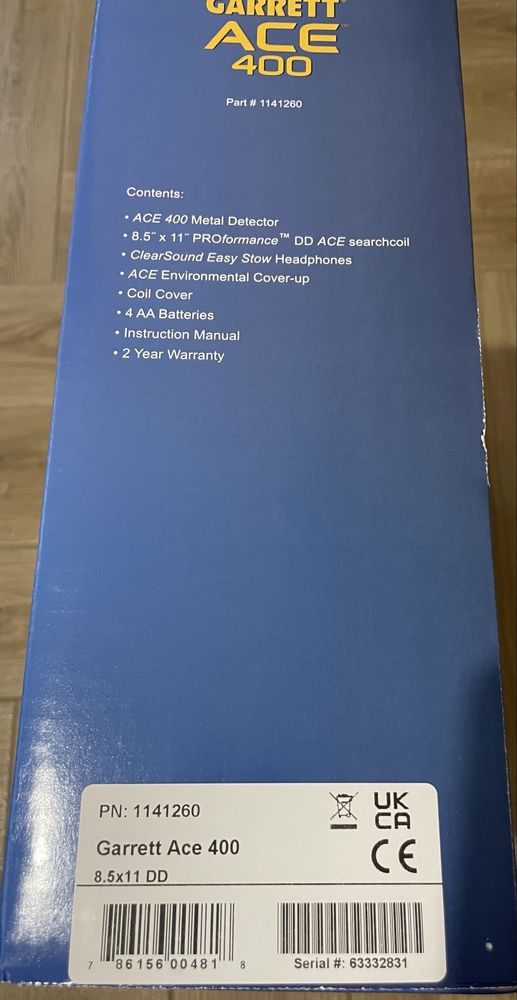 GARRETT
ACE™
400
Part # 1141260
Contents:
• ACE 400 Metal Detector
• 8.5˝ x 11˝ PROformance™ DD ACE searchcoil
• ClearSound Easy Stow Headphones
• ACE Environmental Cover-up
• Coil Cover
• 4 AA Batteries
• Instruction Manual
• 2 Year Warranty
PN: 1141260
UK
CA
Garrett Ace 400
CE
8.5x11 DD
7 86156 00481 8
Serial #: 63332831